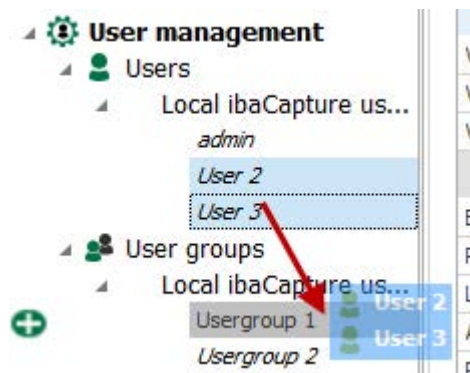 User management
Users
Local ibaCapture us...
admin
User 2
User 3
User groups
Local ibaCapture us...
Usergroup 1
User 2
User 3
Usergroup 2